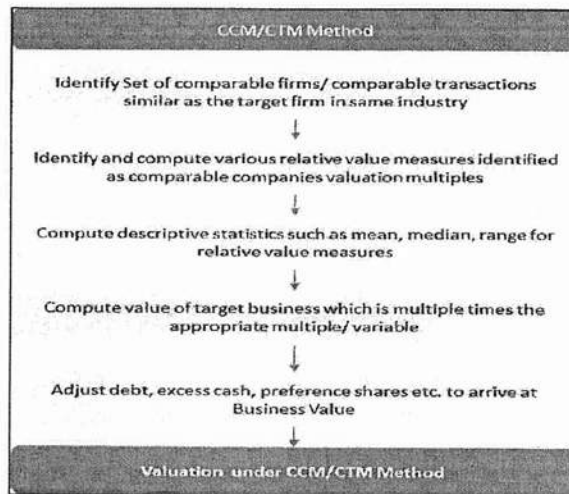 CCM/CTM Method
Identify Set of comparable firms/ comparable transactions
similar as the target firm in same industry
Identify and compute various relative value measures identified
as comparable companies valuation multiples
Compute descriptive statistics such as mean, median, range for
relative value measures
Compute value of target business which is multiple times the
appropriate multiple/ variable
Adjust debt, excess cash, preference shares etc. to arrive at
Business Value
Valuation under CCM/CTM Method